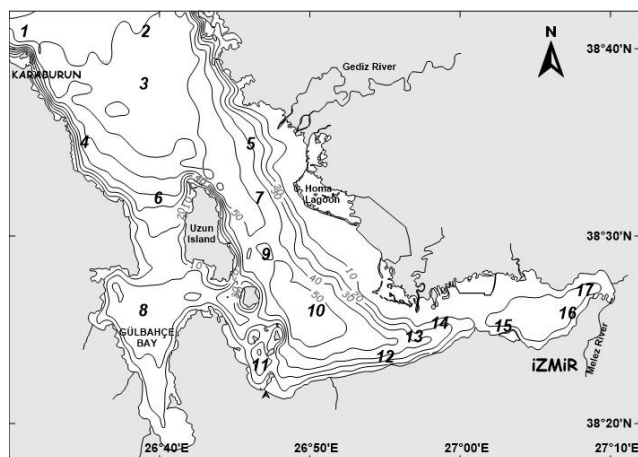 1
2
N
38°40'N
Gediz River
KARABURUN
3
4
5
Homa
Lagoon
6
7
Uzun
Island
38°30'N
9
8
10
GÜLBAHÇE
BAY
17
16
15
14
13
12
11
İZMİR
Melez River
38°20'N
26°40'E
26°50'E
27°00'E
27°10'E
50
40
50
40
30
10